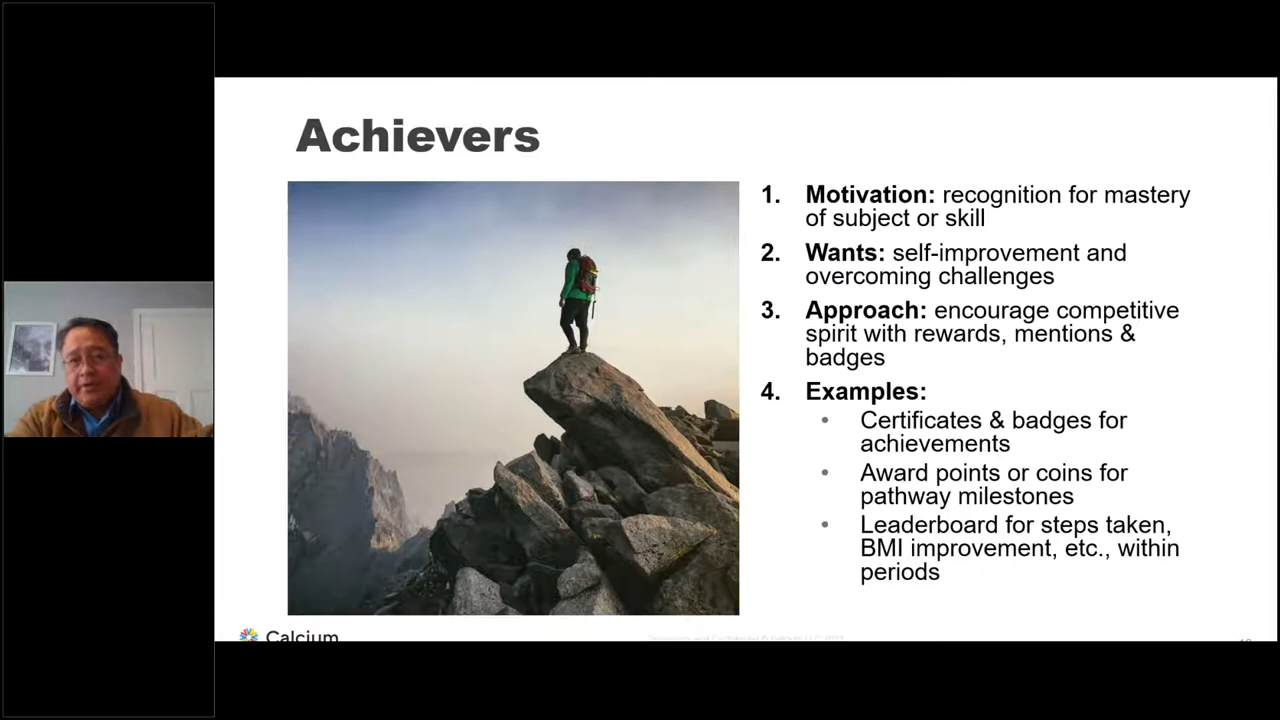 Achievers
1. Motivation: recognition for mastery
of subject or skill
2. Wants: self-improvement and
overcoming challenges
3. Approach: encourage competitive
spirit with rewards, mentions &
badges
4. Examples:
• Certificates & badges for
achievements
• Award points or coins for
pathway milestones
• Leaderboard for steps taken,
BMI improvement, etc., within
periods
Calcium